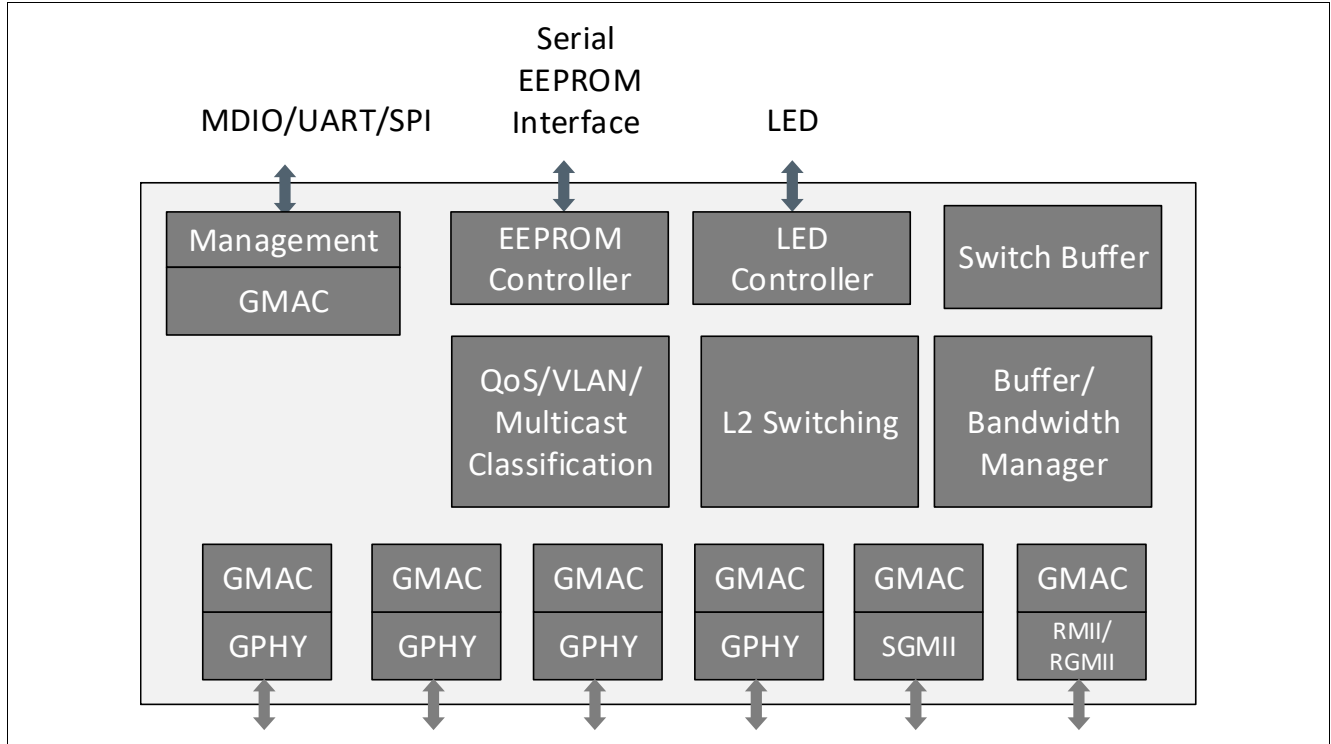 Serial
EEPROM
Interface
MDIO/UART/SPI
LED
Management
GMAC
EEPROM
Controller
LED
Controller
Switch Buffer
QoS/VLAN/
Multicast
Classification
L2 Switching
Buffer/
Bandwidth
Manager
GMAC
GPHY
GMAC
GPHY
GMAC
GPHY
GMAC
GPHY
GMAC
SGMII
GMAC
RMII/
RGMII